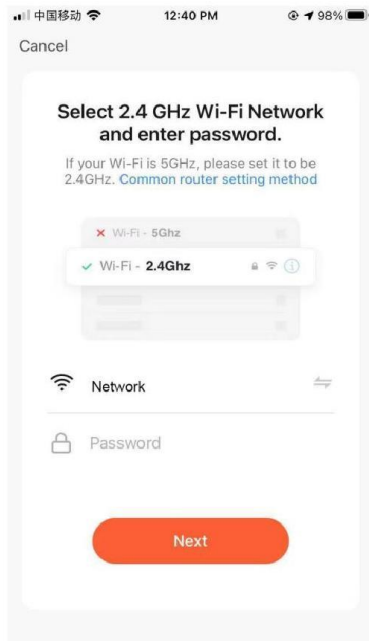 中国移动 12:40 PM 98%
Cancel
Select 2.4 GHz Wi-Fi Network
and enter password.
If your Wi-Fi is 5GHz, please set it to be
2.4GHz. Common router setting method
Wi-Fi - 5Ghz
Wi-Fi - 2.4Ghz
Network
Password
Next